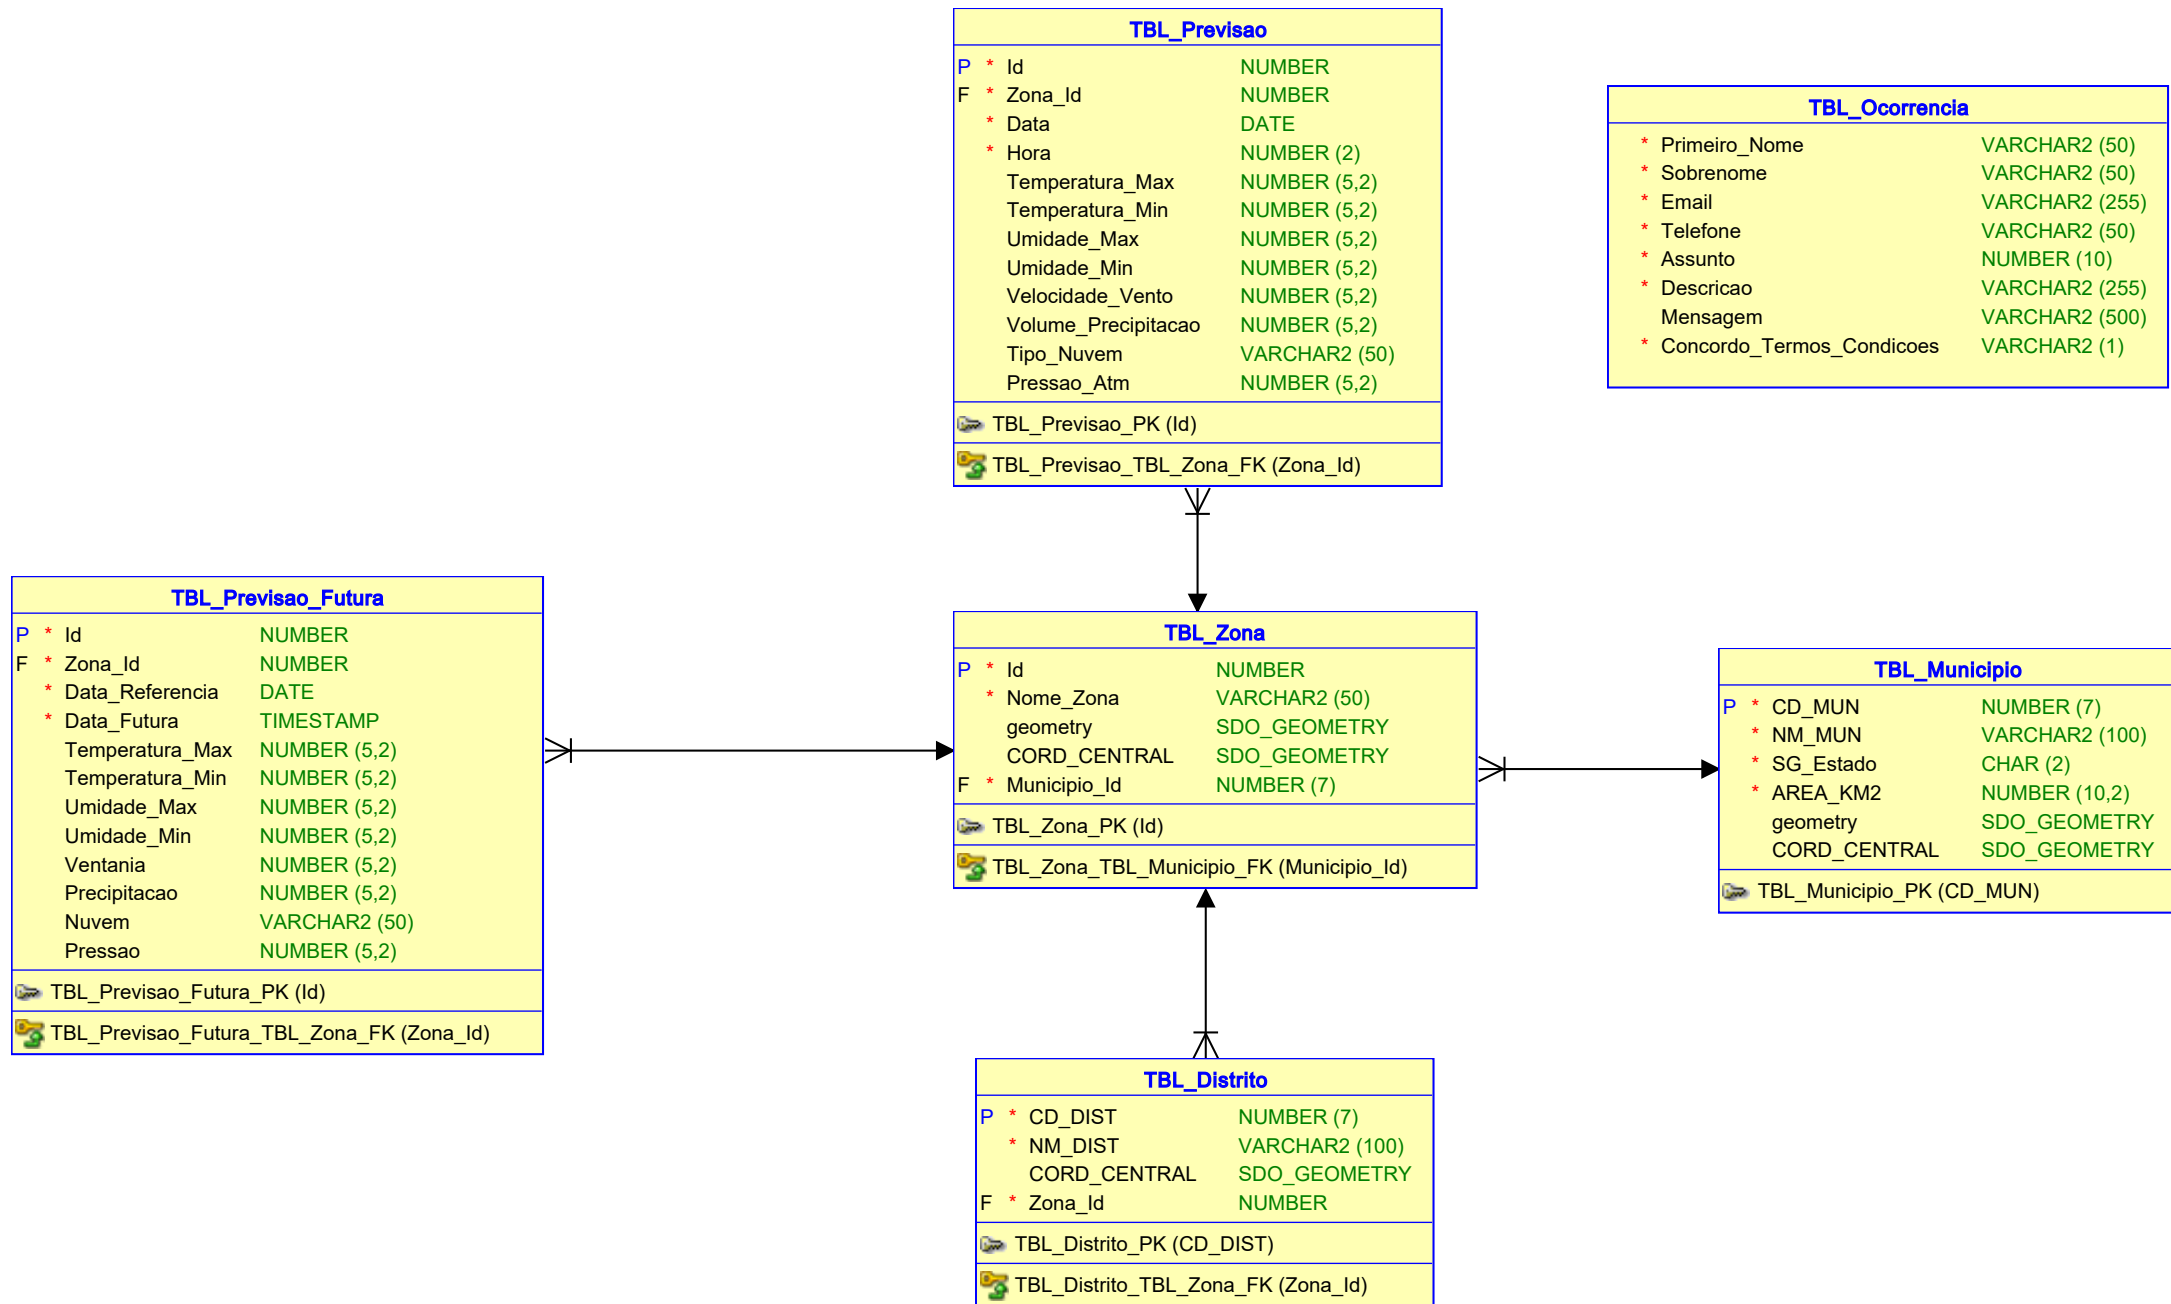 TBL_Previsao
P * Id NUMBER
F * Zona_Id NUMBER
* Data DATE
* Hora NUMBER (2)
Temperatura_Max NUMBER (5,2)
Temperatura_Min NUMBER (5,2)
Umidade_Max NUMBER (5,2)
Umidade_Min NUMBER (5,2)
Velocidade_Vento NUMBER (5,2)
Volume_Precipitacao NUMBER (5,2)
Tipo_Nuvem VARCHAR2 (50)
Pressao_Atm NUMBER (5,2)
TBL_Previsao_PK (Id)
TBL_Previsao_TBL_Zona_FK (Zona_Id)
TBL_Ocorrencia
* Primeiro_Nome VARCHAR2 (50)
* Sobrenome VARCHAR2 (50)
* Email VARCHAR2 (255)
* Telefone VARCHAR2 (50)
* Assunto NUMBER (10)
* Descricao VARCHAR2 (255)
Mensagem VARCHAR2 (500)
* Concordo_Termos_Condicoes VARCHAR2 (1)
TBL_Previsao_Futura
P * Id NUMBER
F * Zona_Id NUMBER
* Data_Referencia DATE
* Data_Futura TIMESTAMP
Temperatura_Max NUMBER (5,2)
Temperatura_Min NUMBER (5,2)
Umidade_Max NUMBER (5,2)
Umidade_Min NUMBER (5,2)
Ventania NUMBER (5,2)
Precipitacao NUMBER (5,2)
Nuvem VARCHAR2 (50)
Pressao NUMBER (5,2)
TBL_Previsao_Futura_PK (Id)
TBL_Previsao_Futura_TBL_Zona_FK (Zona_Id)
TBL_Zona
P * Id NUMBER
* Nome_Zona VARCHAR2 (50)
geometry SDO_GEOMETRY
CORD_CENTRAL SDO_GEOMETRY
F * Municipio_Id NUMBER (7)
TBL_Zona_PK (Id)
TBL_Zona_TBL_Municipio_FK (Municipio_Id)
TBL_Municipio
P * CD_MUN NUMBER (7)
* NM_MUN VARCHAR2 (100)
* SG_Estado CHAR (2)
* AREA_KM2 NUMBER (10,2)
geometry SDO_GEOMETRY
CORD_CENTRAL SDO_GEOMETRY
TBL_Municipio_PK (CD_MUN)
TBL_Distrito
P * CD_DIST NUMBER (7)
* NM_DIST VARCHAR2 (100)
CORD_CENTRAL SDO_GEOMETRY
F * Zona_Id NUMBER
TBL_Distrito_PK (CD_DIST)
TBL_Distrito_TBL_Zona_FK (Zona_Id)